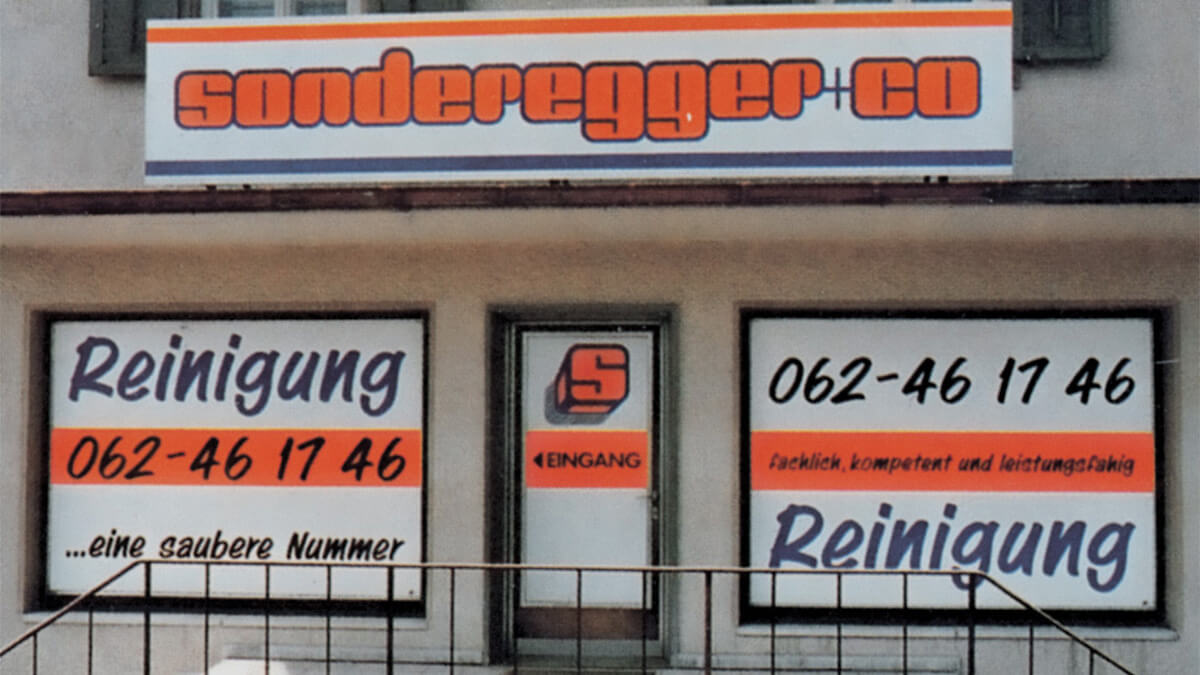 sonderegger+co
Reinigung
062-46 17 46
...eine saubere Nummer
S
EINGANG
062-46 17 46
fachlich, kompetent und leistungsfähig
Reinigung